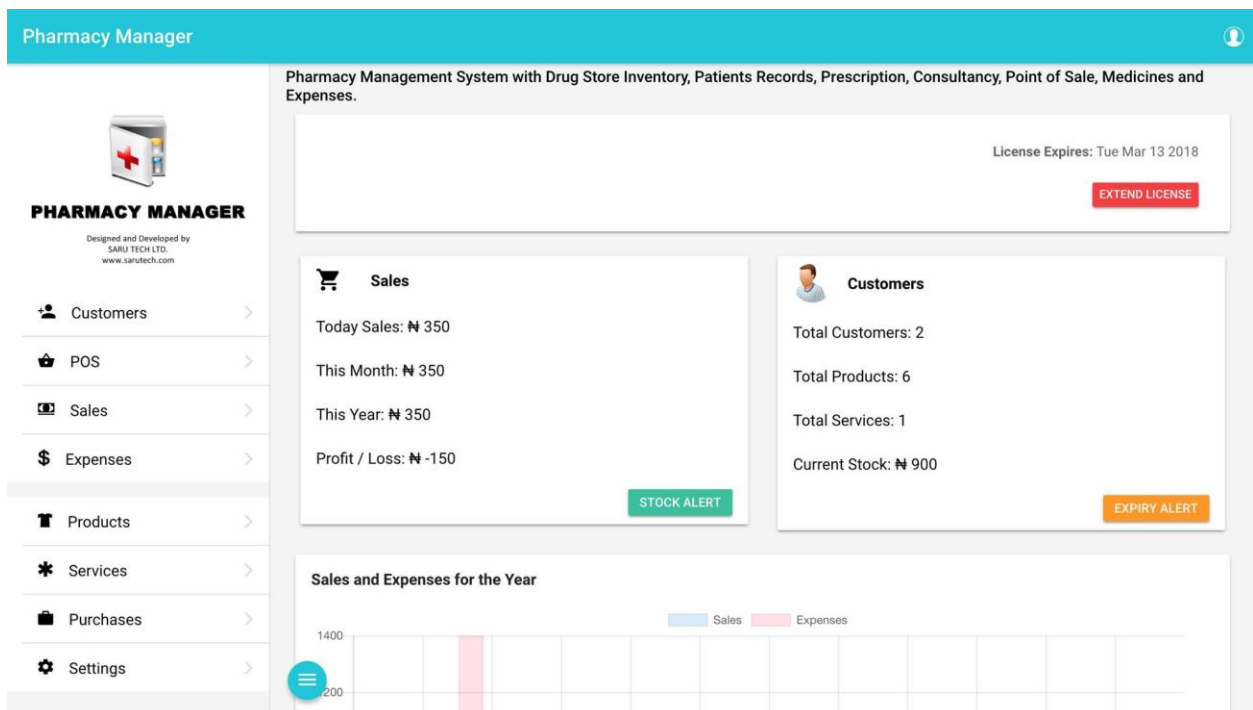 Pharmacy Manager
Pharmacy Management System with Drug Store Inventory, Patients Records, Prescription, Consultancy, Point of Sale, Medicines and
Expenses.
License Expires: Tue Mar 13 2018
EXTEND LICENSE
PHARMACY MANAGER
Designed and Developed by
SARU TECH LTD.
www.sarutech.com
Customers
POS
Sales
Expenses
Products
Services
Purchases
Settings
Sales
Today Sales: ₦ 350
This Month: ₦ 350
This Year: ₦ 350
Profit / Loss: ₦ -150
STOCK ALERT
Customers
Total Customers: 2
Total Products: 6
Total Services: 1
Current Stock: ₦ 900
EXPIRY ALERT
Sales and Expenses for the Year
Sales Expenses
1400
200